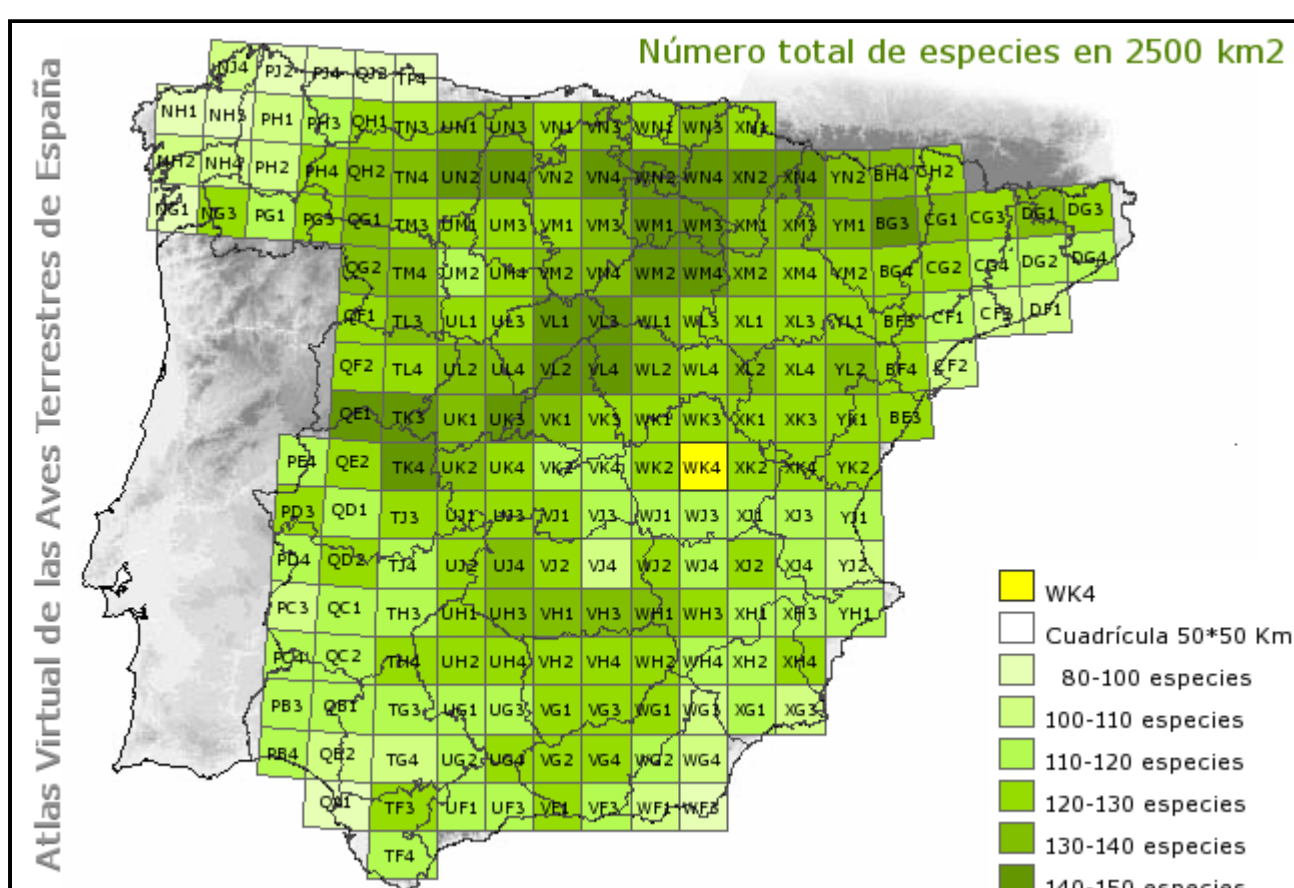 Número total de especies en 2500 km2
Atlas Virtual de las Aves Terrestres de España
NJ4 PJ2 PJ4 QJ2 TP4
NH1 NH3 PH1 PH3 QH1 TN3 UN1 UN3 VN1 VN3 WN1 WN3 XN1
NH2 NH4 PH2 PH4 QH2 TN4 UN2 UN4 VN2 VN4 WN2 WN4 XN2 XN4 YN2 BH4 CH2
NG1 NG3 PG1 PG3 QG1 TM3 UM1 UM3 VM1 VM3 WM1 WM3 XM1 XM3 YM1 BG3 CG1 CG3 DG1 DG3
QG2 TM4 UM2 UM4 VM2 VM4 WM2 WM4 XM2 XM4 YM2 BG4 CG2 CG4 DG2 DG4
QF1 TL3 UL1 UL3 VL1 VL3 WL1 WL3 XL1 XL3 YL1 BF3 CF1 CF3 DF1
QF2 TL4 UL2 UL4 VL2 VL4 WL2 WL4 XL2 XL4 YL2 BF4 CF2
QE1 TK3 UK1 UK3 VK1 VK3 WK1 WK3 XK1 XK3 YK1 BE3
PE4 QE2 TK4 UK2 UK4 VK2 VK4 WK2 WK4 XK2 XK4 YK2
PD3 QD1 TJ3 UJ1 UJ3 VJ1 VJ3 WJ1 WJ3 XJ1 XJ3 YJ1
PD4 QD2 TJ4 UJ2 UJ4 VJ2 VJ4 WJ2 WJ4 XJ2 XJ4 YJ2
PC3 QC1 TH3 UH1 UH3 VH1 VH3 WH1 WH3 XH1 XH3 YH1
PC4 QC2 TH4 UH2 UH4 VH2 VH4 WH2 WH4 XH2 XH4
PB3 QB1 TG3 UG1 UG3 VG1 VG3 WG1 WG3 XG1 XG3
PB4 QB2 TG4 UG2 UG4 VG2 VG4 WG2 WG4
QA1 TF3 UF1 UF3 VF1 VF3 WF1 WF3
TF4
WK4
Cuadrícula 50*50 Km
80-100 especies
100-110 especies
110-120 especies
120-130 especies
130-140 especies
140-150 especies